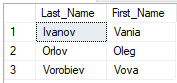 Last_Name First_Name
1 Ivanov Vania
2 Orlov Oleg
3 Vorobiev Vova